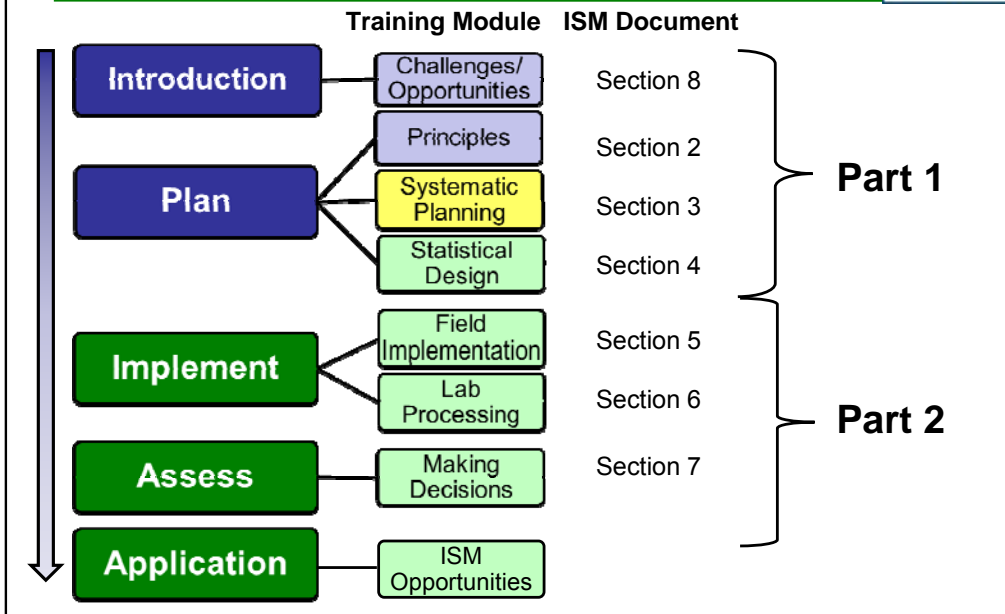 Training Module ISM Document
Introduction
Challenges/
Opportunities
Section 8
Principles
Section 2
Part 1
Plan
Systematic
Planning
Section 3
Statistical
Design
Section 4
Field
Implementation
Section 5
Implement
Lab
Processing
Section 6
Part 2
Assess
Making
Decisions
Section 7
Application
ISM
Opportunities